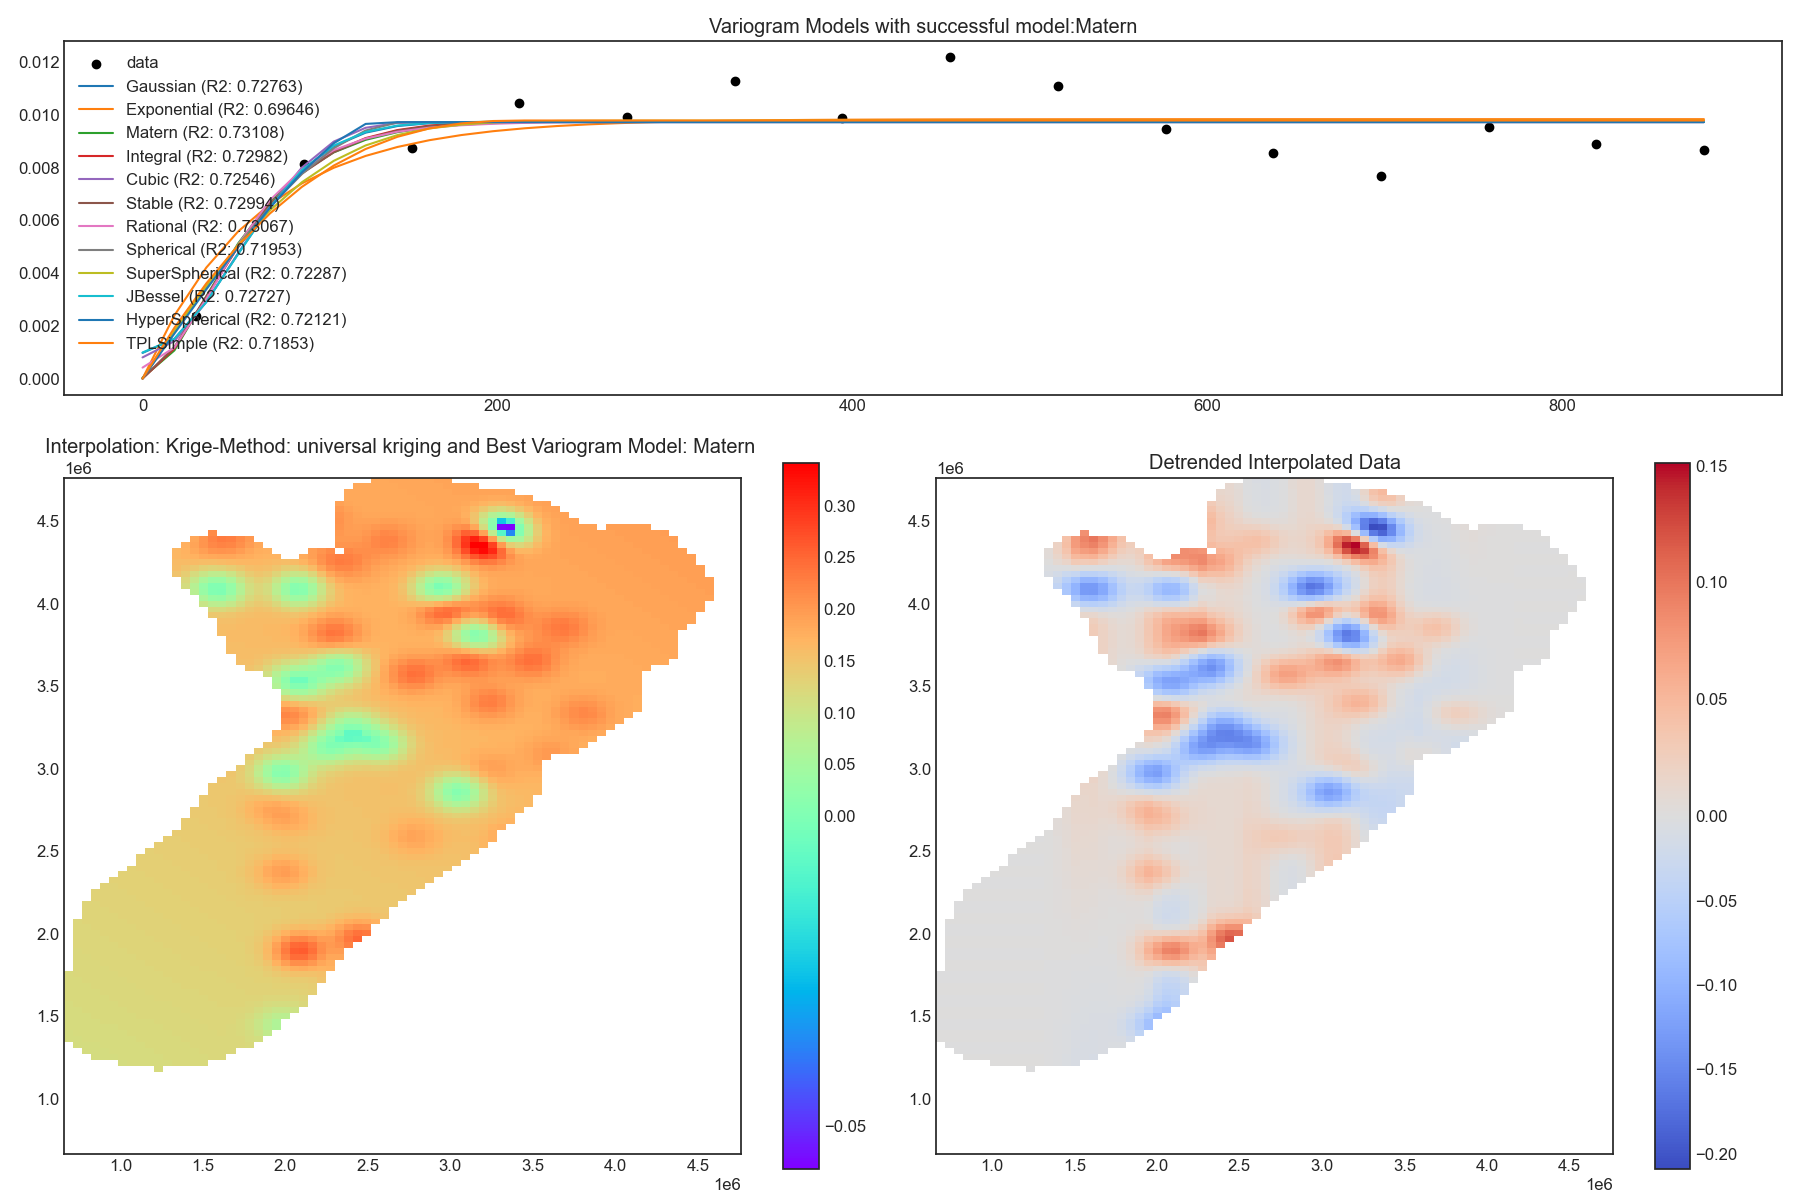 Variogram Models with successful model:Matern
0.012
0.010
0.008
0.006
0.004
0.002
0.000
data
Gaussian (R2: 0.72763)
Exponential (R2: 0.69646)
Matern (R2: 0.73108)
Integral (R2: 0.72982)
Cubic (R2: 0.72546)
Stable (R2: 0.72994)
Rational (R2: 0.73067)
Spherical (R2: 0.71953)
SuperSpherical (R2: 0.72287)
JBessel (R2: 0.72727)
HyperSpherical (R2: 0.72121)
TPLSimple (R2: 0.71853)
0 200 400 600 800
Interpolation: Krige-Method: universal kriging and Best Variogram Model: Matern
1e6
4.5
4.0
3.5
3.0
2.5
2.0
1.5
1.0
1.0 1.5 2.0 2.5 3.0 3.5 4.0 4.5
1e6
0.30
0.25
0.20
0.15
0.10
0.05
0.00
−0.05
Detrended Interpolated Data
1e6
4.5
4.0
3.5
3.0
2.5
2.0
1.5
1.0
1.0 1.5 2.0 2.5 3.0 3.5 4.0 4.5
1e6
0.15
0.10
0.05
0.00
−0.05
−0.10
−0.15
−0.20